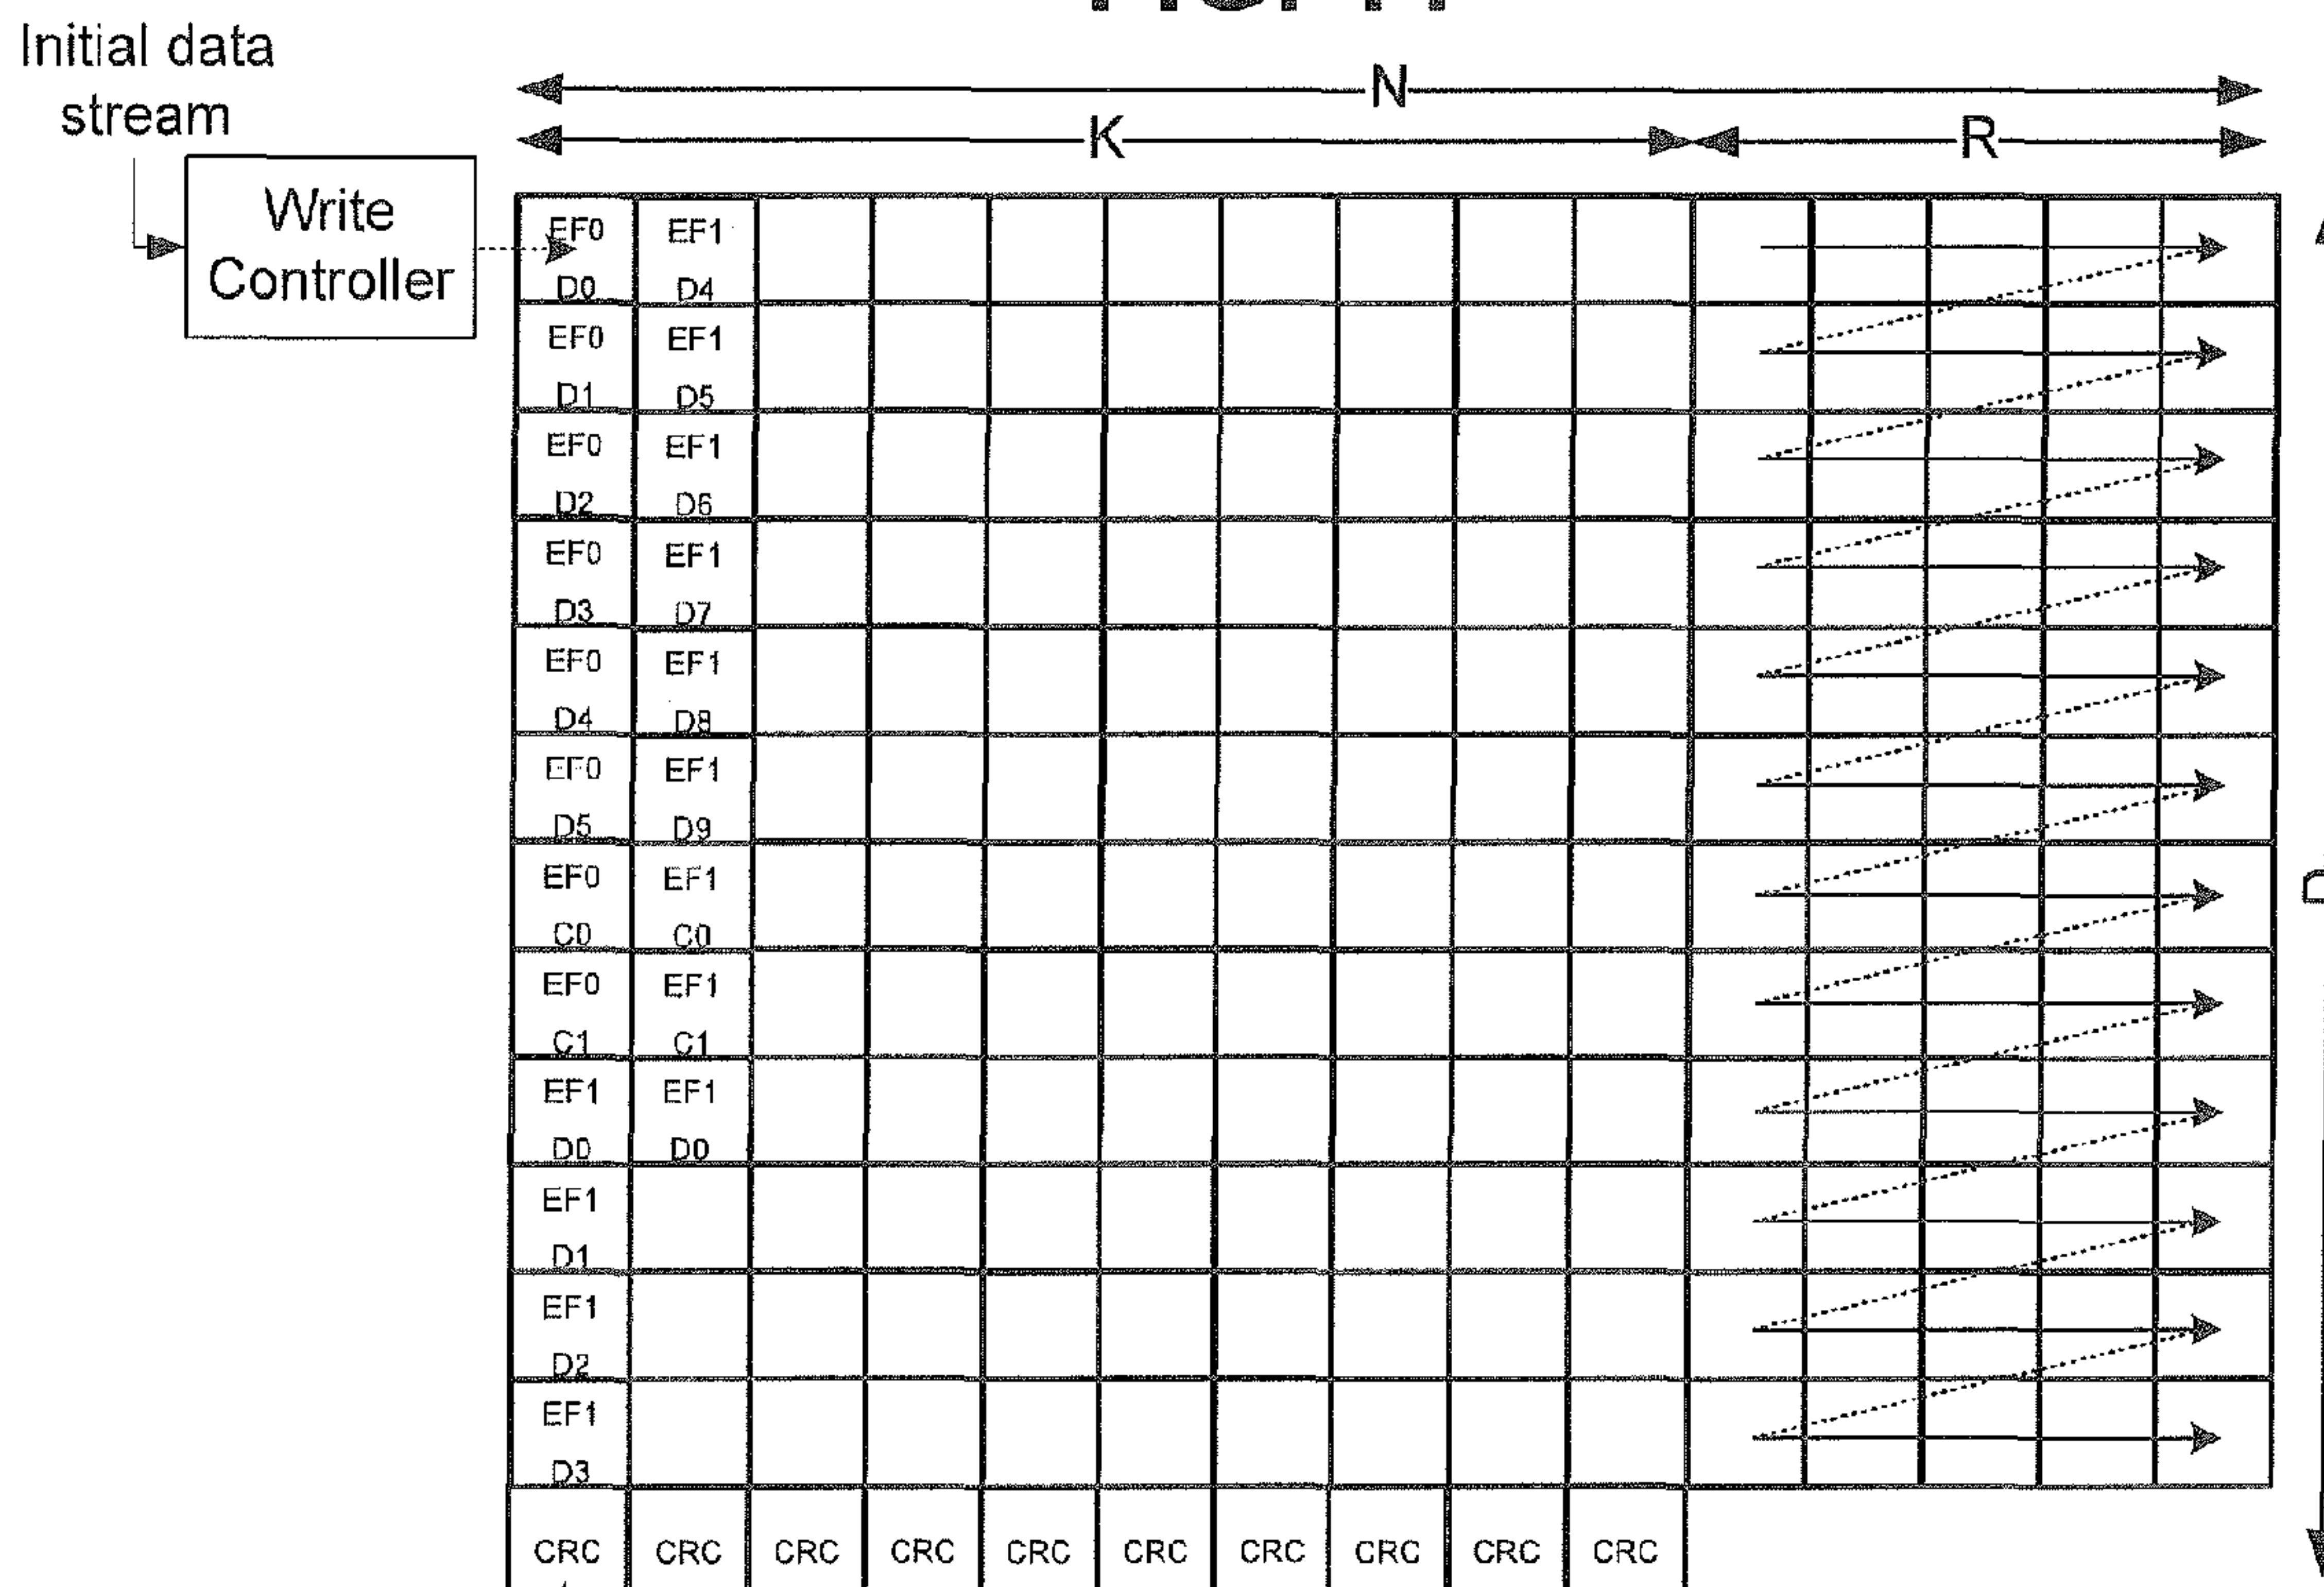 Initial data
stream
N
K
R
Write
Controller
EF0 EF1
D0 D4
EF0 EF1
D1 D5
EF0 EF1
D2 D6
EF0 EF1
D3 D7
EF0 EF1
D4 D8
EF0 EF1
D5 D9
EF0 EF1
C0 C0
EF0 EF1
C1 C1
EF1 EF1
D0 D0
EF1
D1
EF1
D2
EF1
D3
CRC CRC CRC CRC CRC CRC CRC CRC CRC CRC